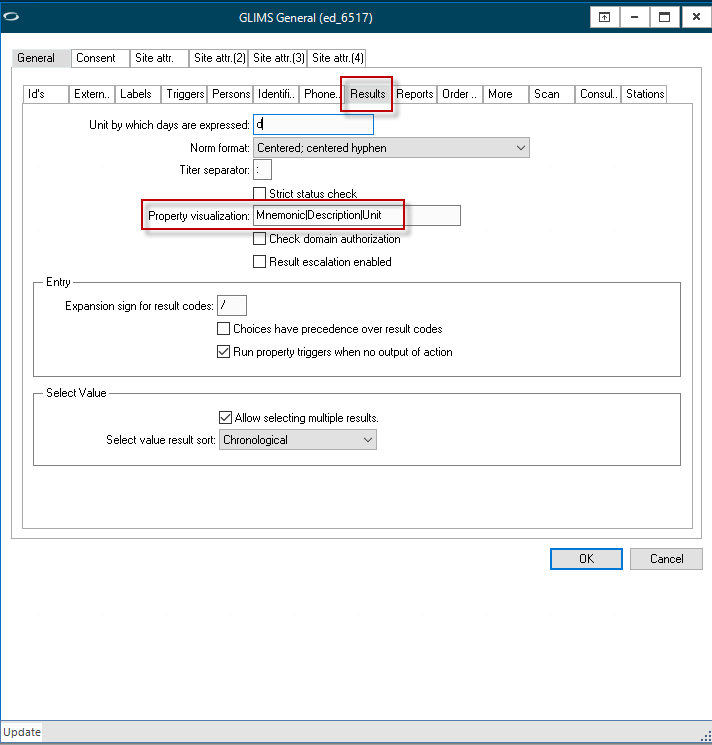 GLIMS General (ed_6517)
General Consent Site attr. Site attr.(2) Site attr.(3) Site attr.(4)
Id's Extern.. Labels Triggers Persons Identifi.. Phone.. Results Reports Order .. More Scan Consul.. Stations
Unit by which days are expressed: d
Norm format: Centered; centered hyphen
Titer separator: :
Strict status check
Property visualization: Mnemonic|Description|Unit
Check domain authorization
Result escalation enabled
Entry
Expansion sign for result codes: /
Choices have precedence over result codes
Run property triggers when no output of action
Select Value
Allow selecting multiple results.
Select value result sort: Chronological
OK Cancel
Update